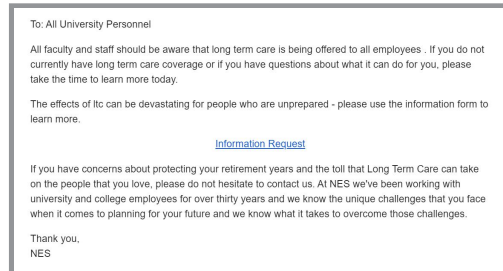 To: All University Personnel
All faculty and staff should be aware that long term care is being offered to all employees . If you do not
currently have long term care coverage or if you have questions about what it can do for you, please
take the time to learn more today.
The effects of ltc can be devastating for people who are unprepared - please use the information form to
learn more.
Information Request
If you have concerns about protecting your retirement years and the toll that Long Term Care can take
on the people that you love, please do not hesitate to contact us. At NES we've been working with
university and college employees for over thirty years and we know the unique challenges that you face
when it comes to planning for your future and we know what it takes to overcome those challenges.
Thank you,
NES